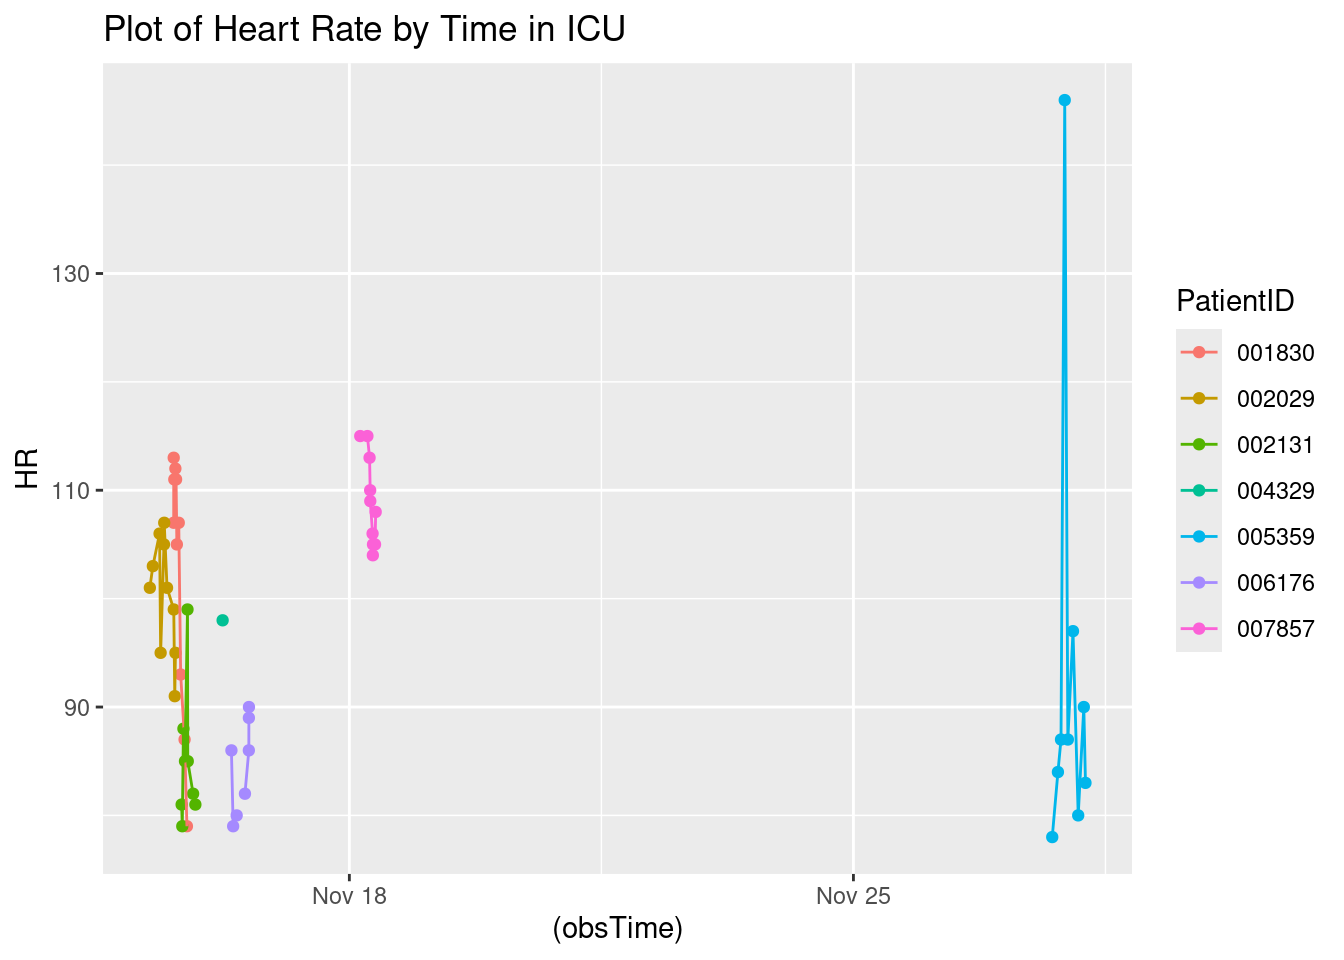 Plot of Heart Rate by Time in ICU
130
110
90
HR
Nov 18
Nov 25
(obsTime)
PatientID
001830
002029
002131
004329
005359
006176
007857